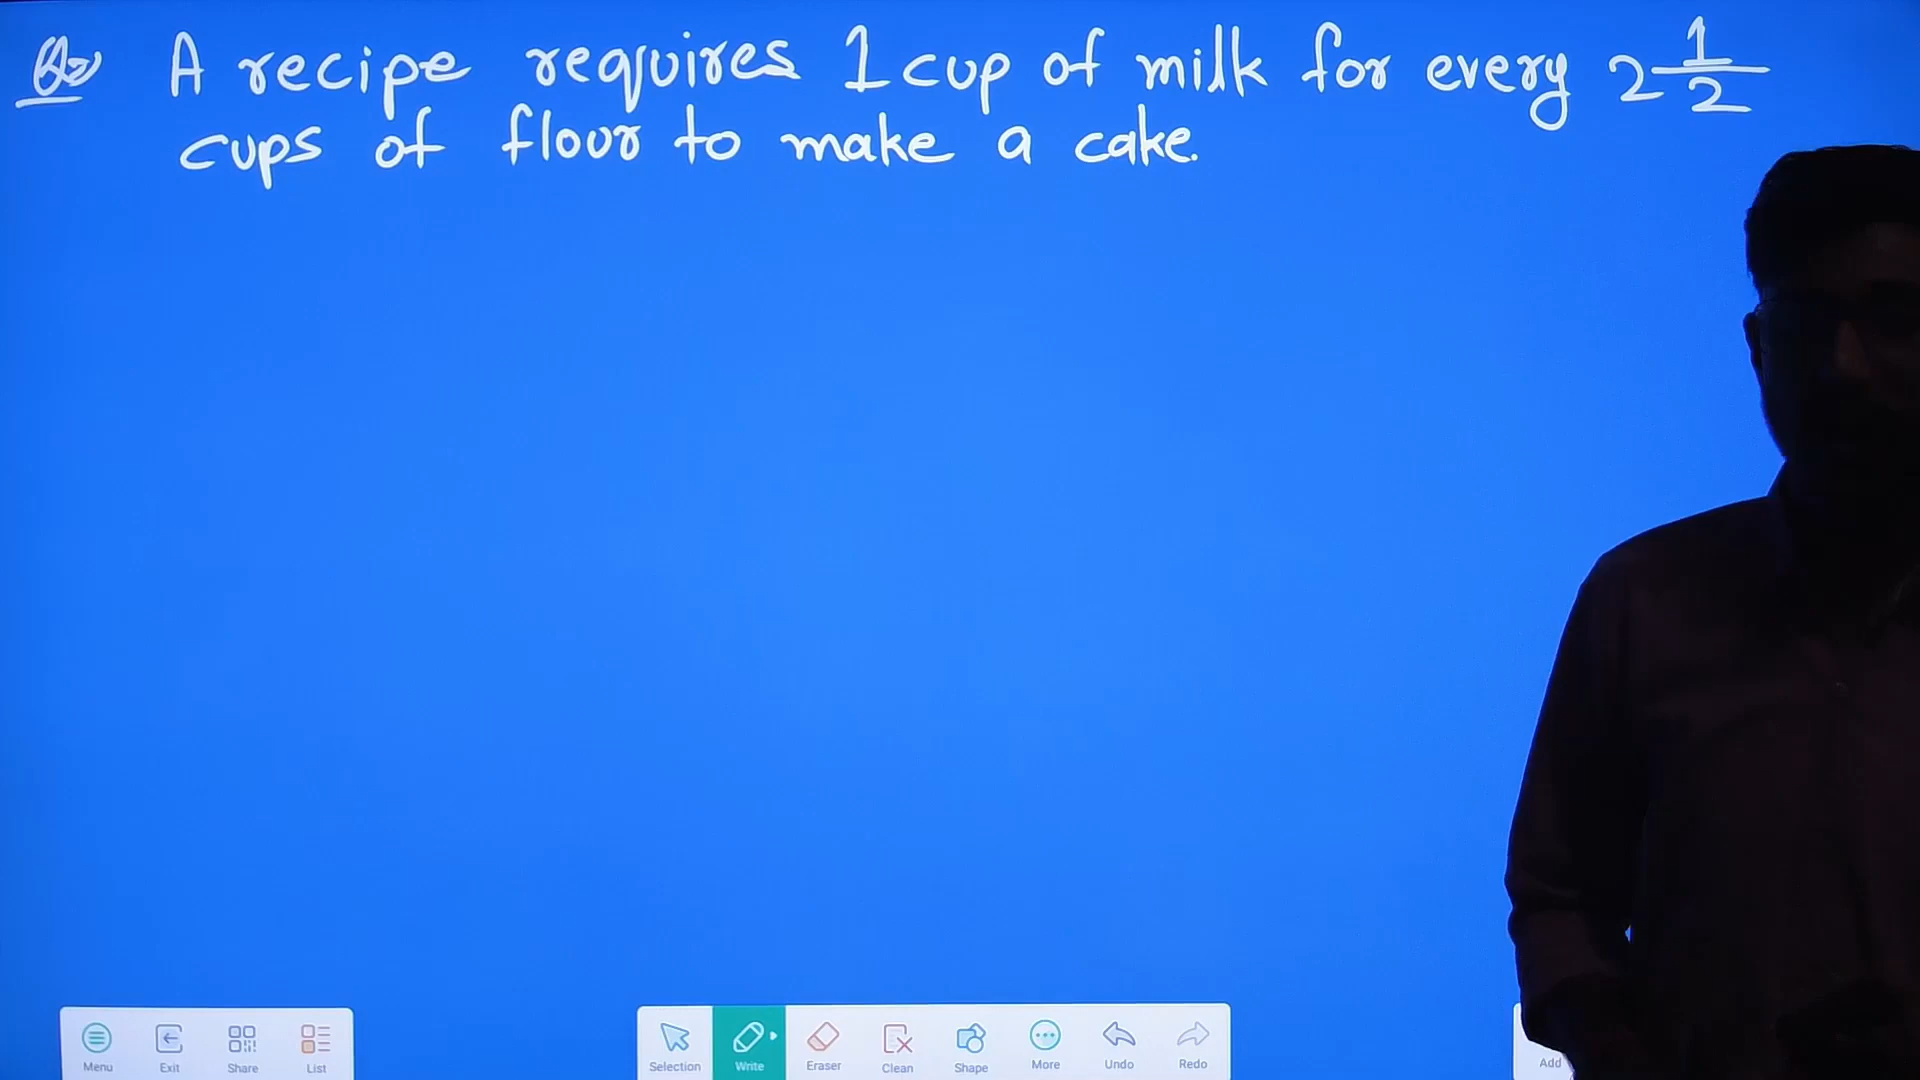 Q:- A recipe requires 1 cup of milk for every 2 1/2
cups of flour to make a cake.
Menu Exit Share List Selection Write Eraser Clean Shape More Undo Redo Add